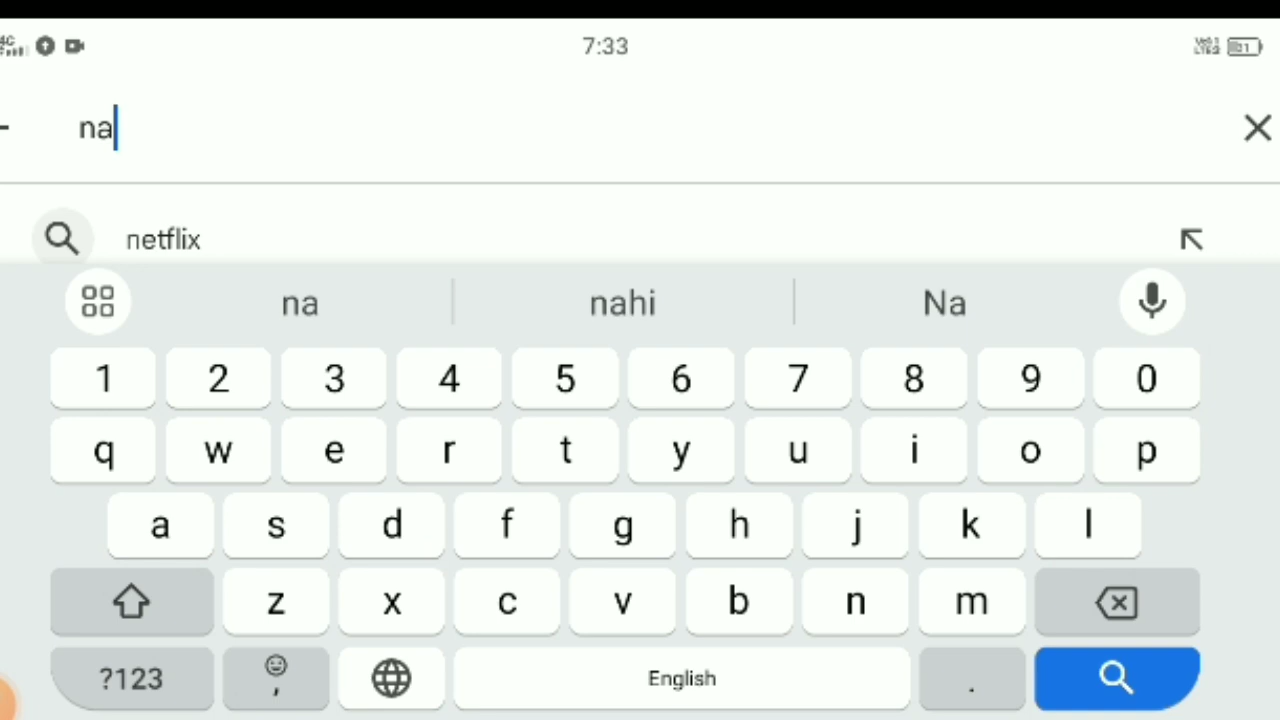 4G
7:33
na
netflix
na nahi Na
1 2 3 4 5 6 7 8 9 0
q w e r t y u i o p
a s d f g h j k l
z x c v b n m
?123 , English .